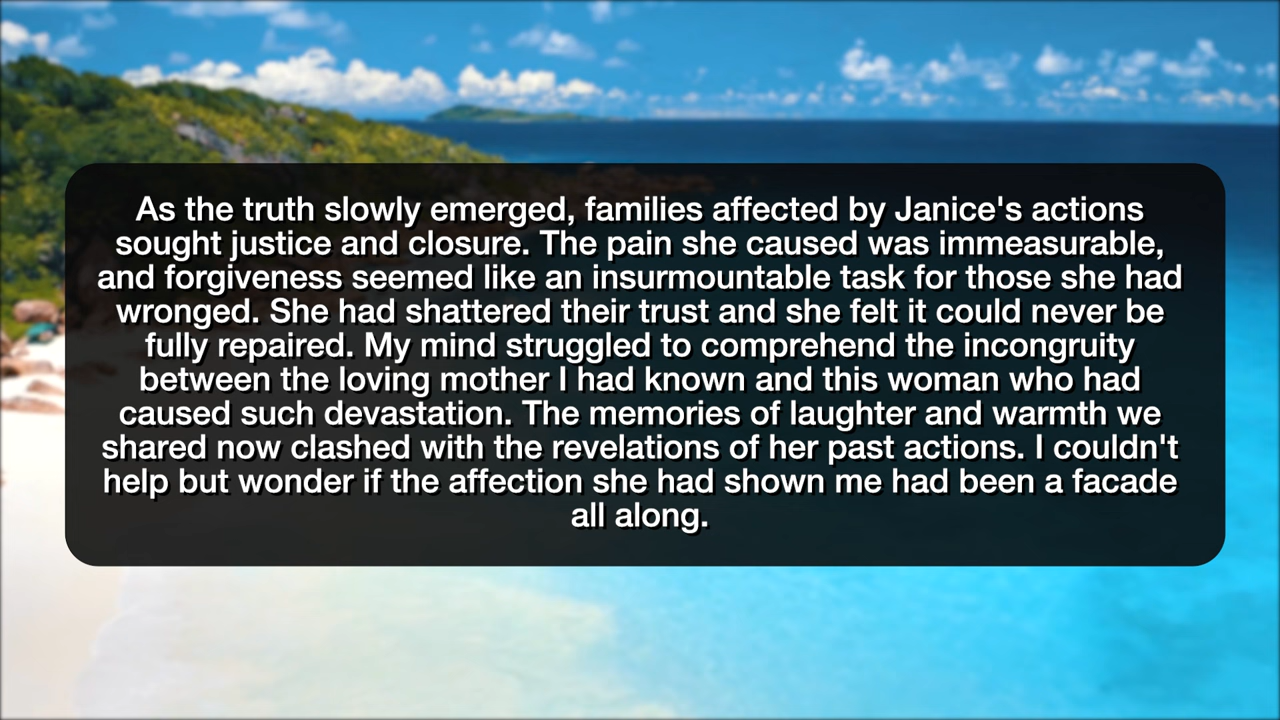 As the truth slowly emerged, families affected by Janice's actions
sought justice and closure. The pain she caused was immeasurable,
and forgiveness seemed like an insurmountable task for those she had
wronged. She had shattered their trust and she felt it could never be
fully repaired. My mind struggled to comprehend the incongruity
between the loving mother I had known and this woman who had
caused such devastation. The memories of laughter and warmth we
shared now clashed with the revelations of her past actions. I couldn't
help but wonder if the affection she had shown me had been a facade
all along.